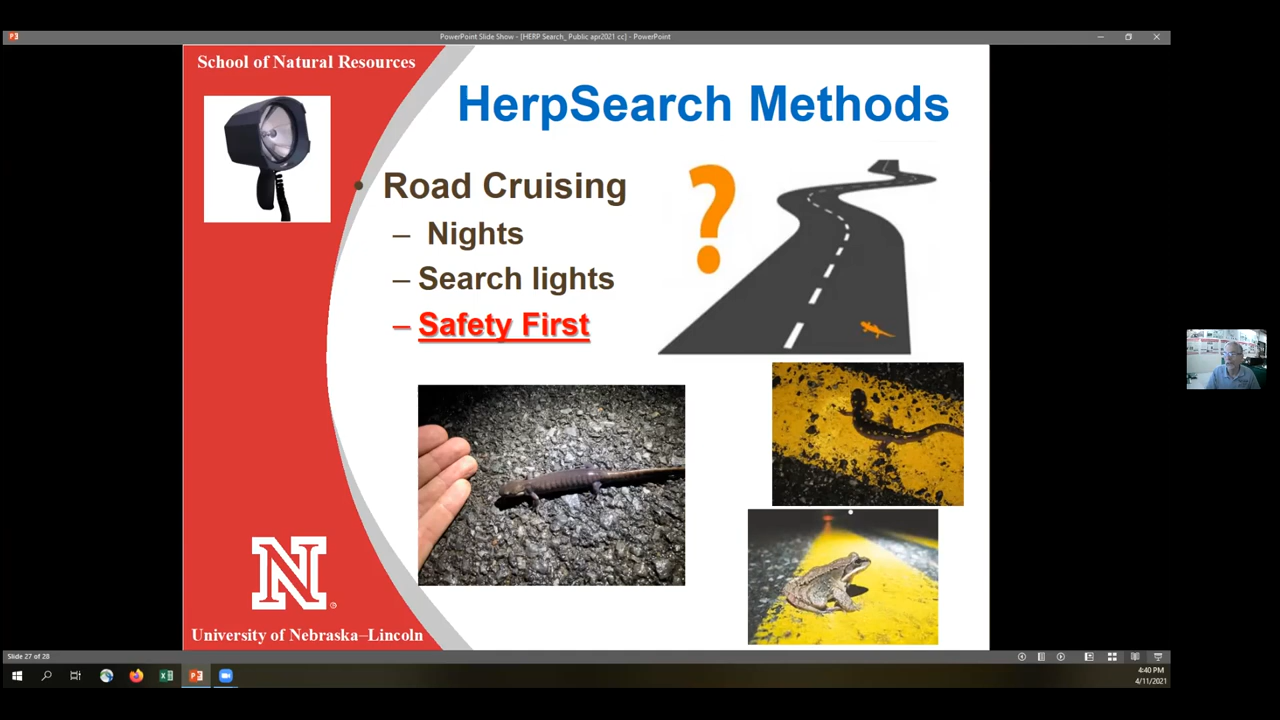 PowerPoint Slide Show - [HERP Search_ Public apr2021 cc] - PowerPoint
School of Natural Resources
HerpSearch Methods
• Road Cruising
– Nights
– Search lights
– Safety First
?
N
University of Nebraska–Lincoln
Slide 27 of 28
4:40 PM
4/11/2021